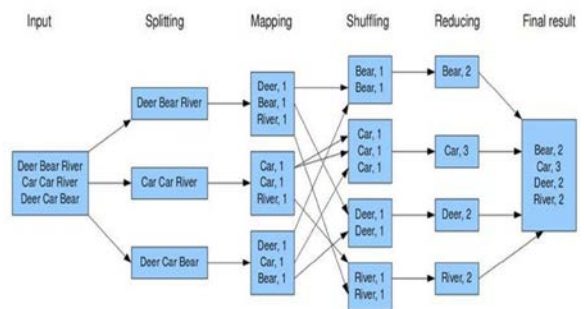 Input
Splitting
Mapping
Shuffling
Reducing
Final result
Deer Bear River
Car Car River
Deer Car Bear
Deer Bear River
Car Car River
Deer Car Bear
Deer, 1
Bear, 1
River, 1
Car, 1
Car, 1
River, 1
Deer, 1
Car, 1
Bear, 1
Bear, 1
Bear, 1
Car, 1
Car, 1
Car, 1
Deer, 1
Deer, 1
River, 1
River, 1
Bear, 2
Car, 3
Deer, 2
River, 2
Bear, 2
Car, 3
Deer, 2
River, 2